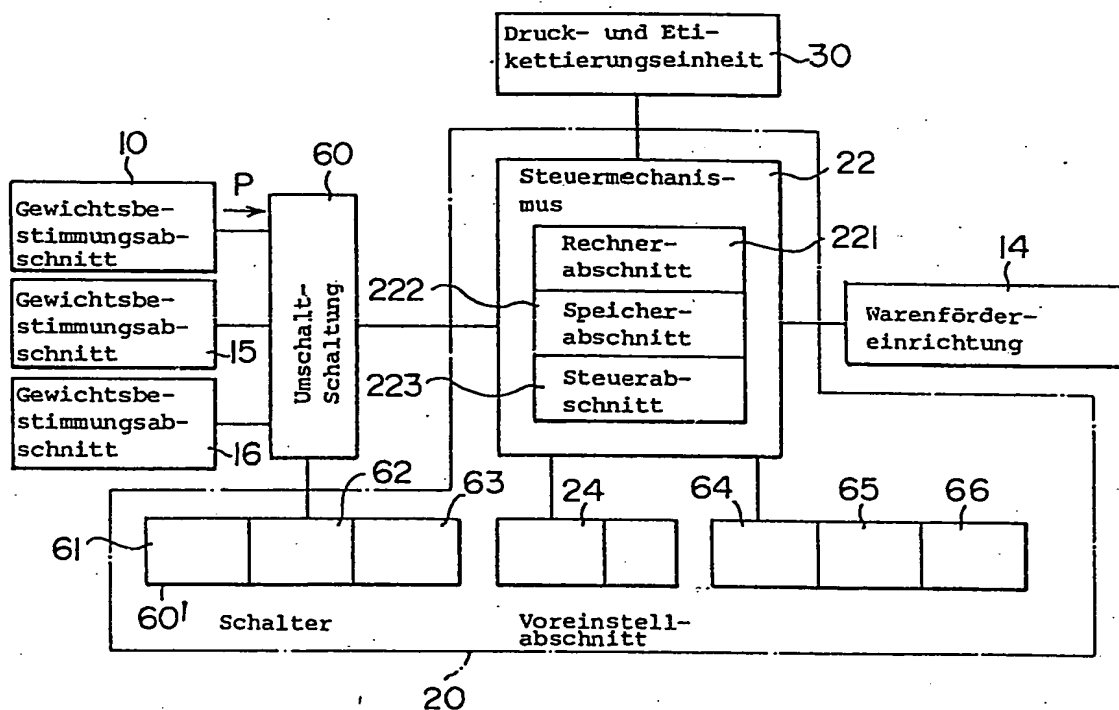 Druck- und Eti-
kettierungseinheit
30
10
60
P
Gewichtsbe-
stimmungsab-
schnitt
Gewichtsbe-
stimmungsab-
schnitt
15
Gewichtsbe-
stimmungsab-
schnitt
16
Umschalt-
Schaltung
Steuermechanis-
mus
22
Rechner-
abschnitt
221
222
Speicher-
abschnitt
223
Steuerab-
schnitt
14
Warenförder-
einrichtung
61
62
63
24
64
65
66
60'
Schalter
Voreinstell-
abschnitt
20